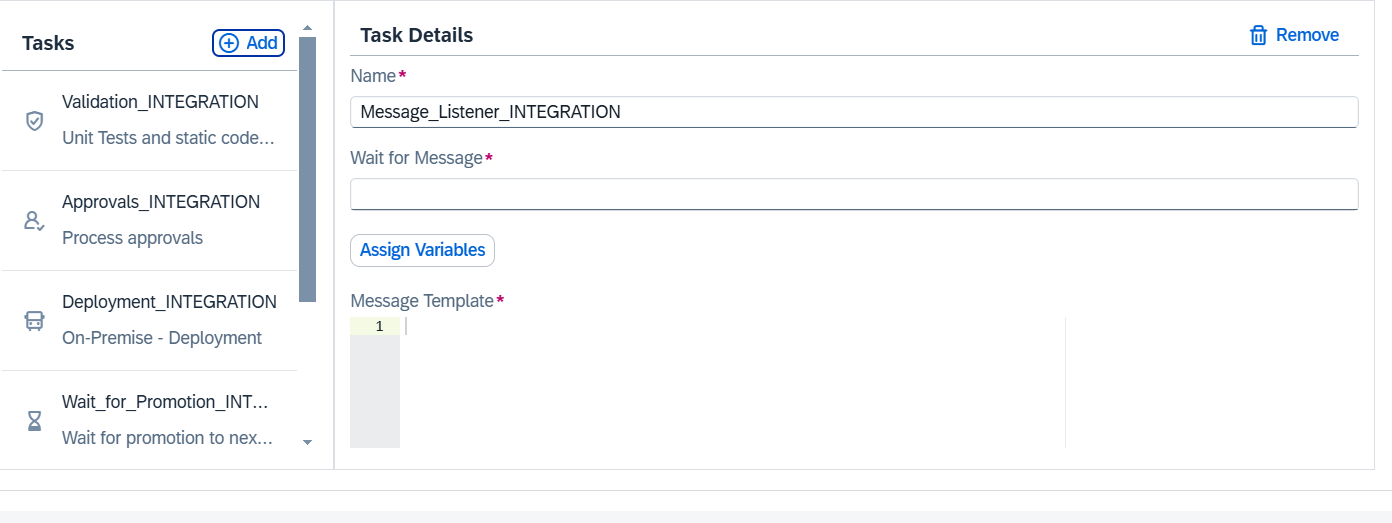 Tasks
Add
Validation_INTEGRATION
Unit Tests and static code...
Approvals_INTEGRATION
Process approvals
Deployment_INTEGRATION
On-Premise - Deployment
Wait_for_Promotion_INT...
Wait for promotion to nex...
Task Details
Remove
Name*
Message_Listener_INTEGRATION
Wait for Message*
Assign Variables
Message Template*
1